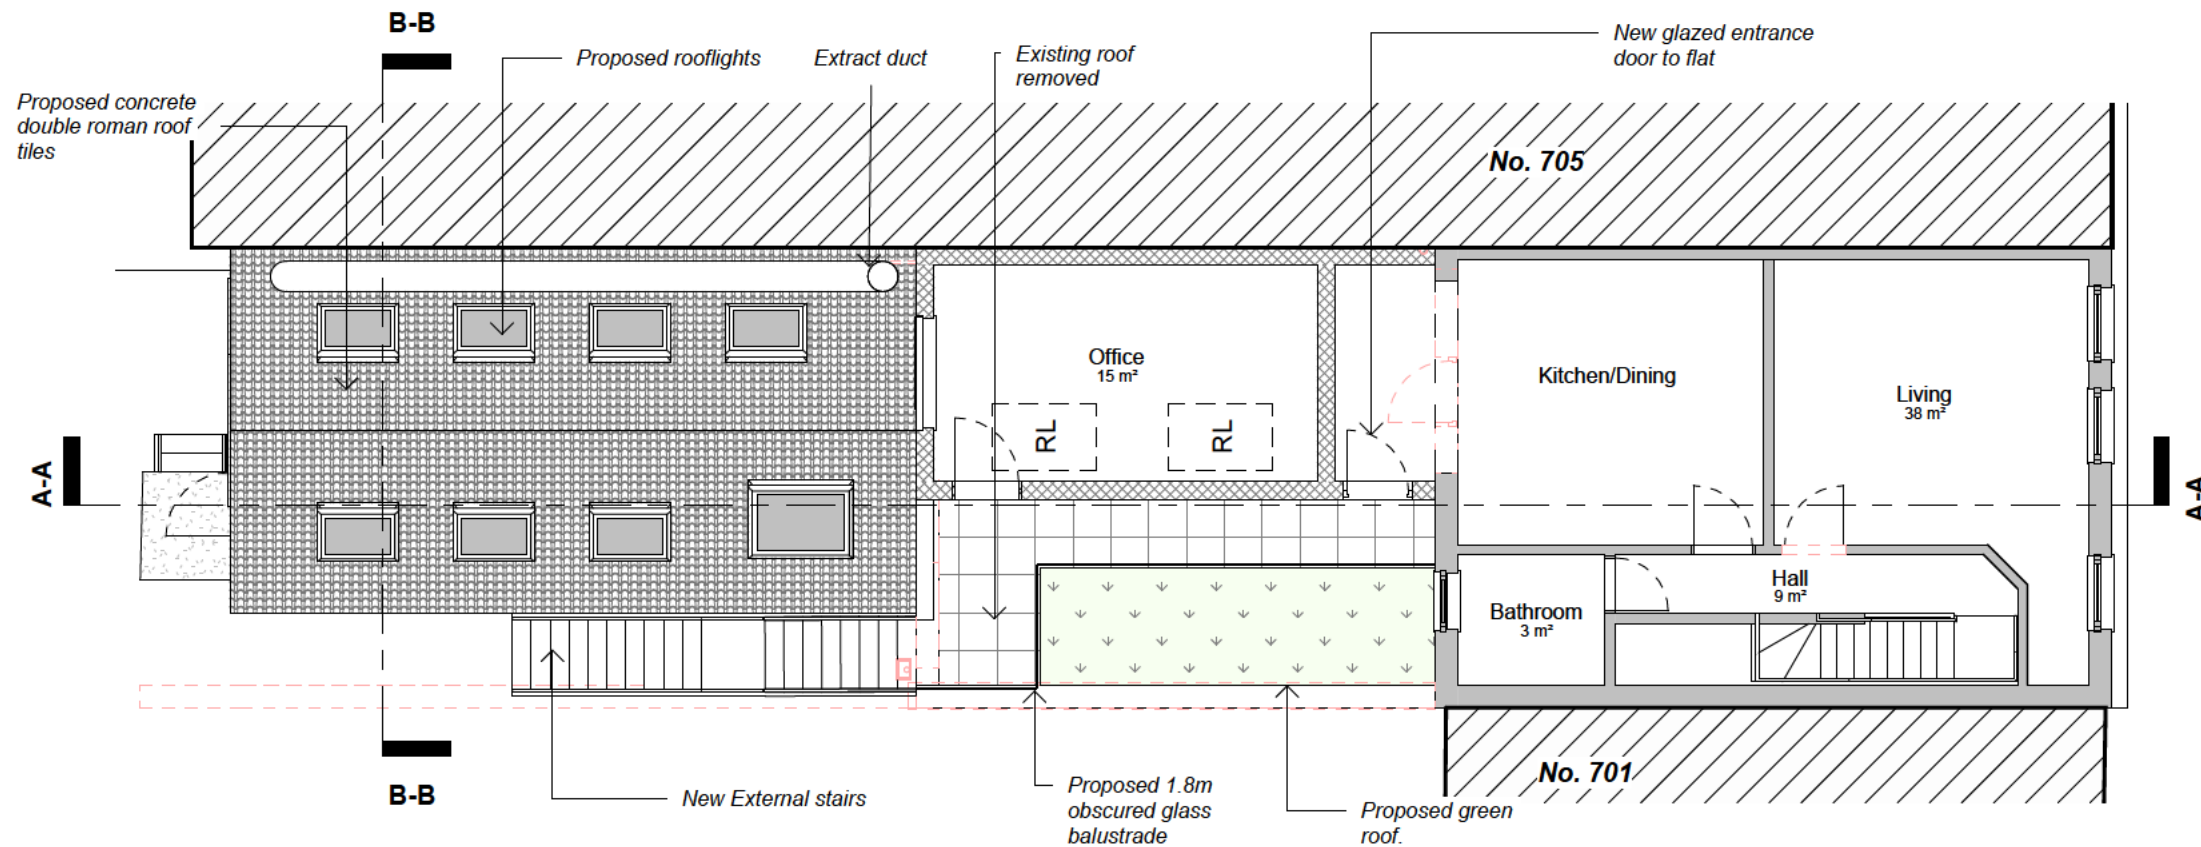 B-B
Proposed rooflights
Extract duct
Existing roof
removed
New glazed entrance
door to flat
Proposed concrete
double roman roof
tiles
No. 705
Office
15 m²
Kitchen/Dining
Living
38 m²
RL
RL
A-A
A-A
Hall
9 m²
Bathroom
3 m²
No. 701
B-B
New External stairs
Proposed 1.8m
obscured glass
balustrade
Proposed green
roof.